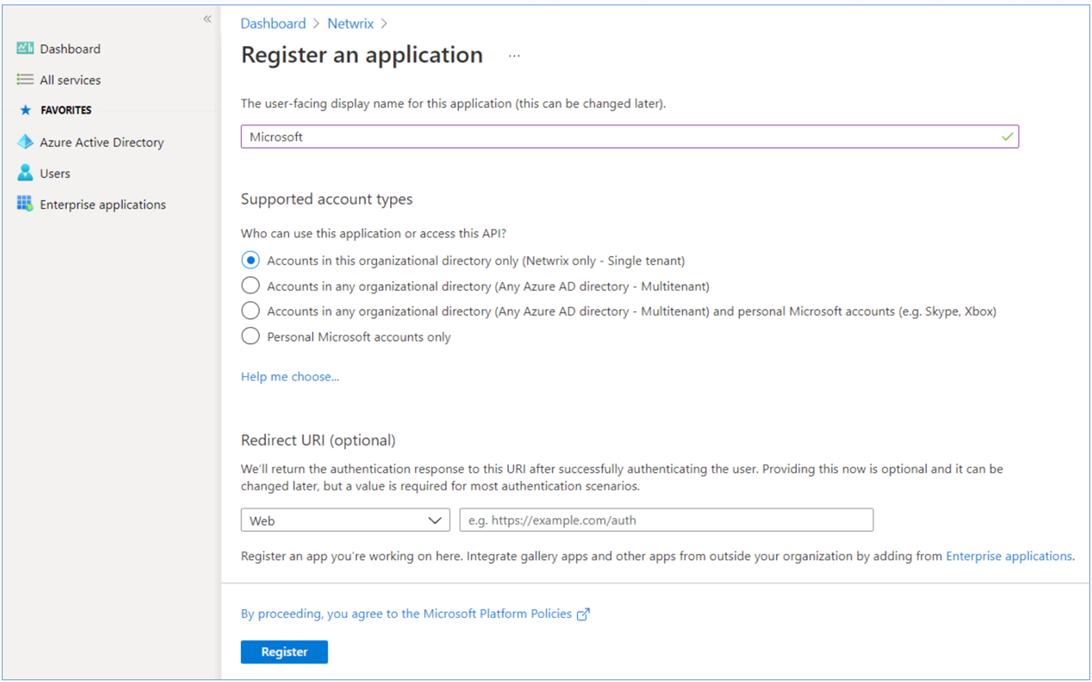 «
Dashboard
All services
FAVORITES
Azure Active Directory
Users
Enterprise applications
Dashboard > Netwrix >
Register an application ...
The user-facing display name for this application (this can be changed later).
Microsoft
Supported account types
Who can use this application or access this API?
Accounts in this organizational directory only (Netwrix only - Single tenant)
Accounts in any organizational directory (Any Azure AD directory - Multitenant)
Accounts in any organizational directory (Any Azure AD directory - Multitenant) and personal Microsoft accounts (e.g. Skype, Xbox)
Personal Microsoft accounts only
Help me choose...
Redirect URI (optional)
We'll return the authentication response to this URI after successfully authenticating the user. Providing this now is optional and it can be
changed later, but a value is required for most authentication scenarios.
Web
e.g. https://example.com/auth
Register an app you're working on here. Integrate gallery apps and other apps from outside your organization by adding from Enterprise applications.
By proceeding, you agree to the Microsoft Platform Policies
Register